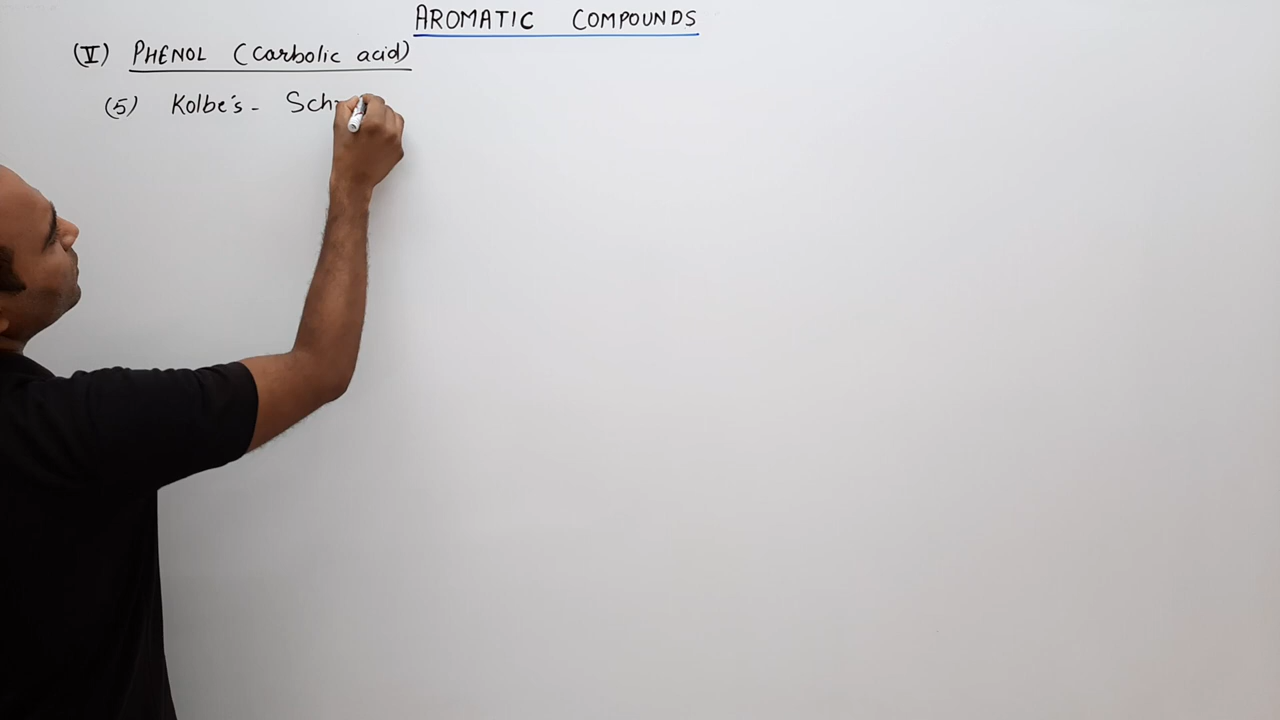 AROMATIC COMPOUNDS
(V) PHENOL (Carbolic acid)
(5) Kolbe's - Sch